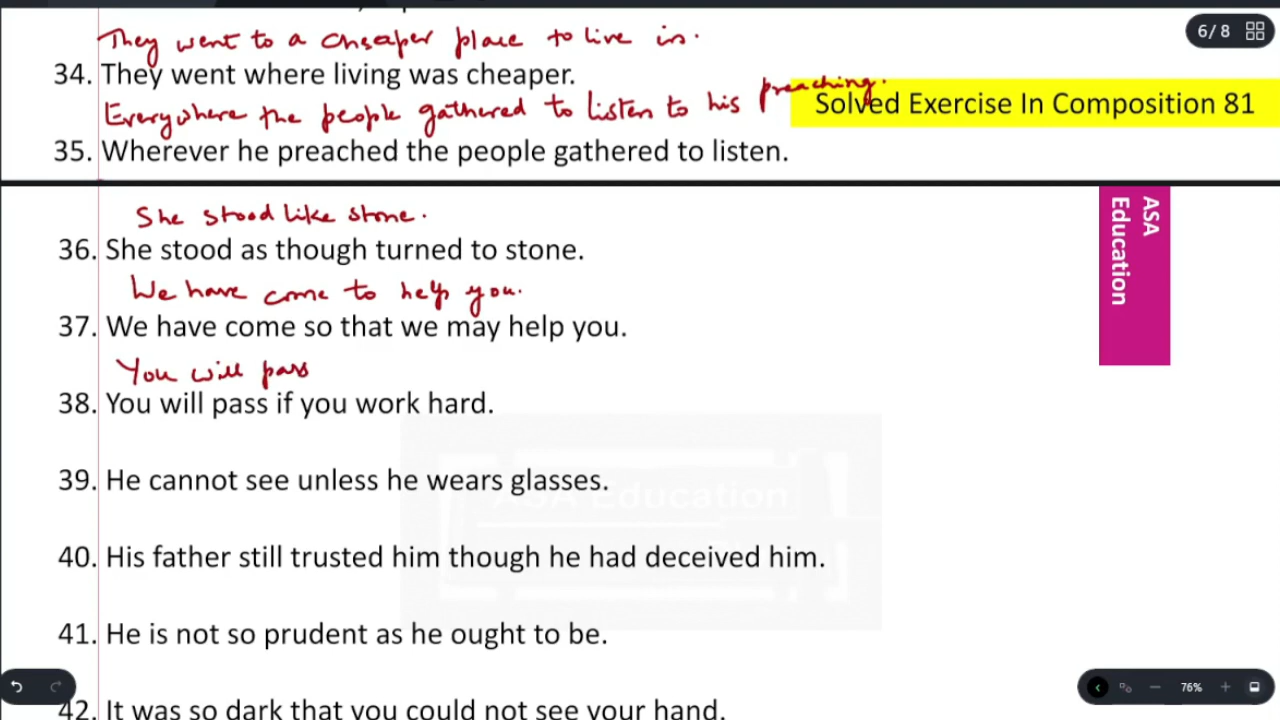 They went to a cheaper place to live in.
6/8
34. They went where living was cheaper.
Everywhere the people gathered to listen to his preaching.
Solved Exercise In Composition 81
35. Wherever he preached the people gathered to listen.
She stood like stone.
ASA Education
36. She stood as though turned to stone.
We have come to help you.
37. We have come so that we may help you.
You will pass
38. You will pass if you work hard.
39. He cannot see unless he wears glasses.
ASA Education
40. His father still trusted him though he had deceived him.
41. He is not so prudent as he ought to be.
76%
42. It was so dark that you could not see your hand.